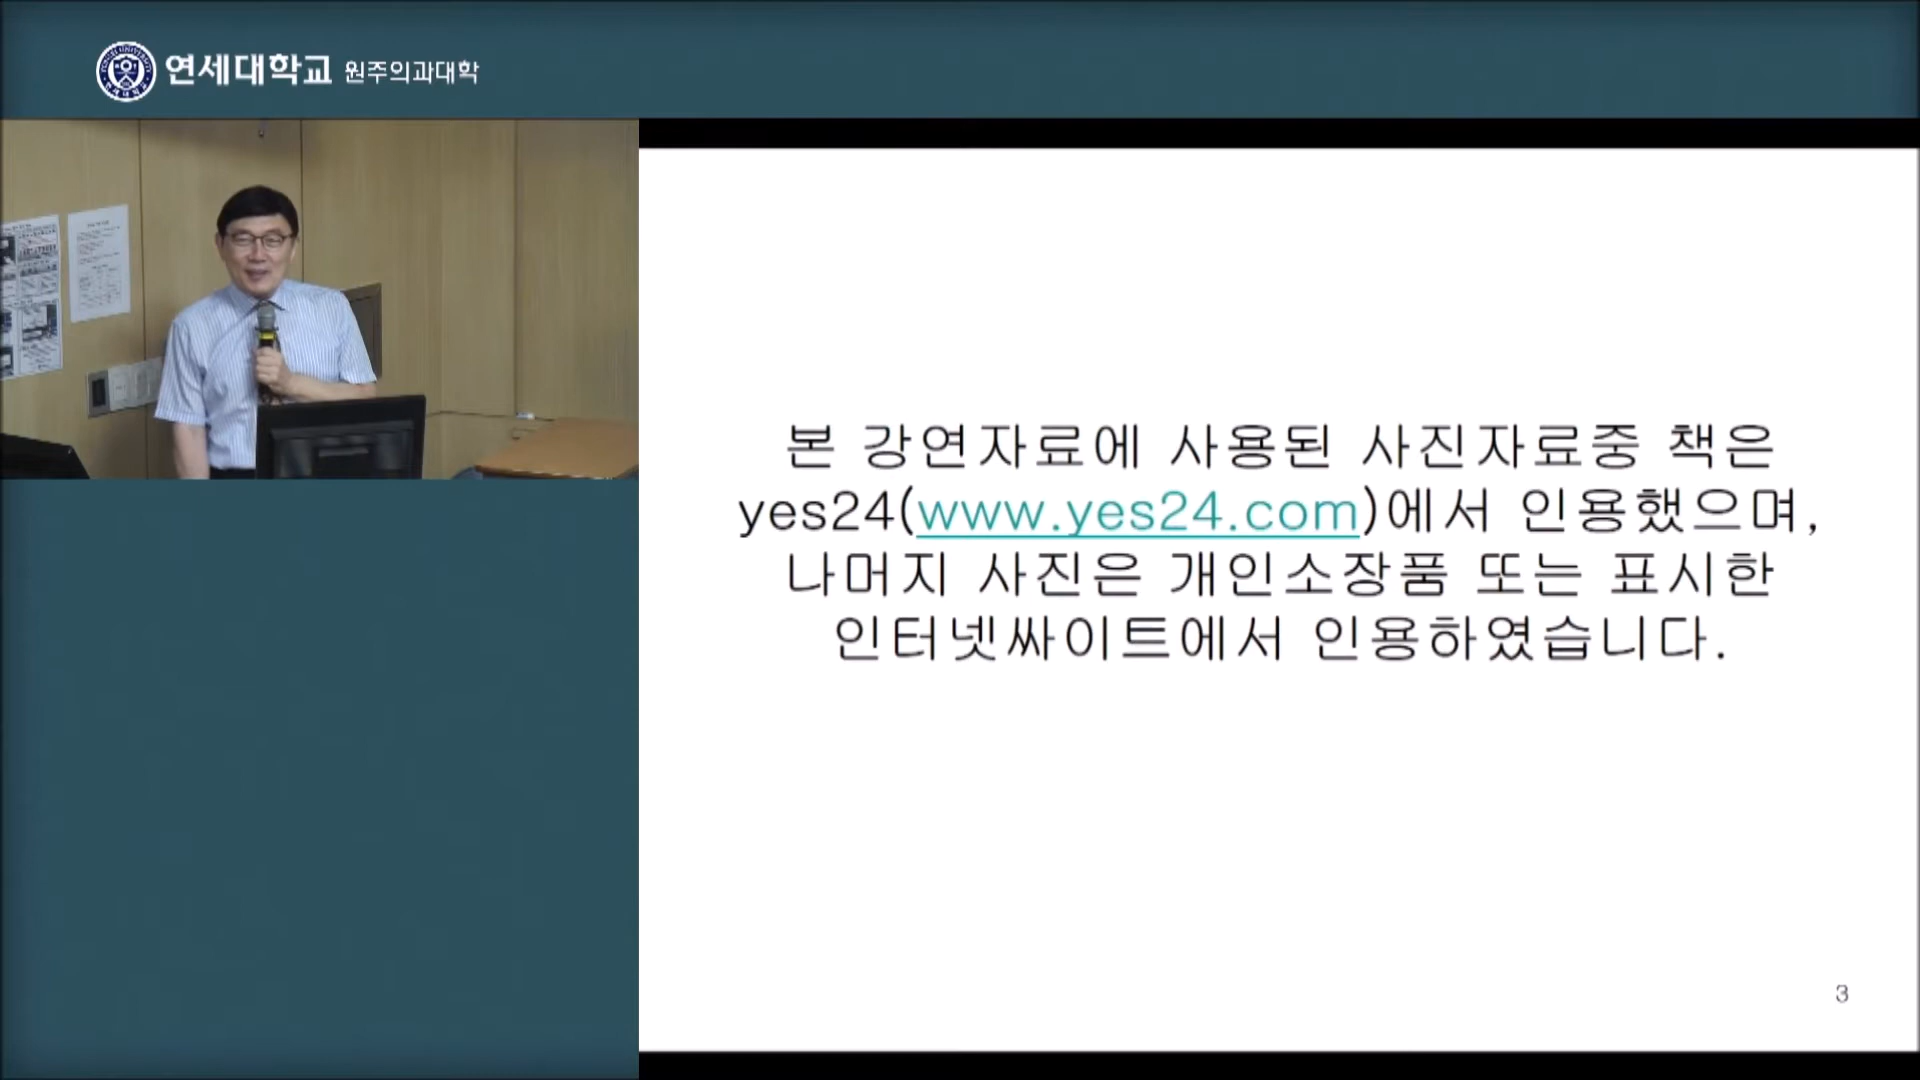 연세대학교 원주의과대학
본 강연자료에 사용된 사진자료중 책은
yes24(www.yes24.com)에서 인용했으며,
나머지 사진은 개인소장품 또는 표시한
인터넷싸이트에서 인용하였습니다.
3